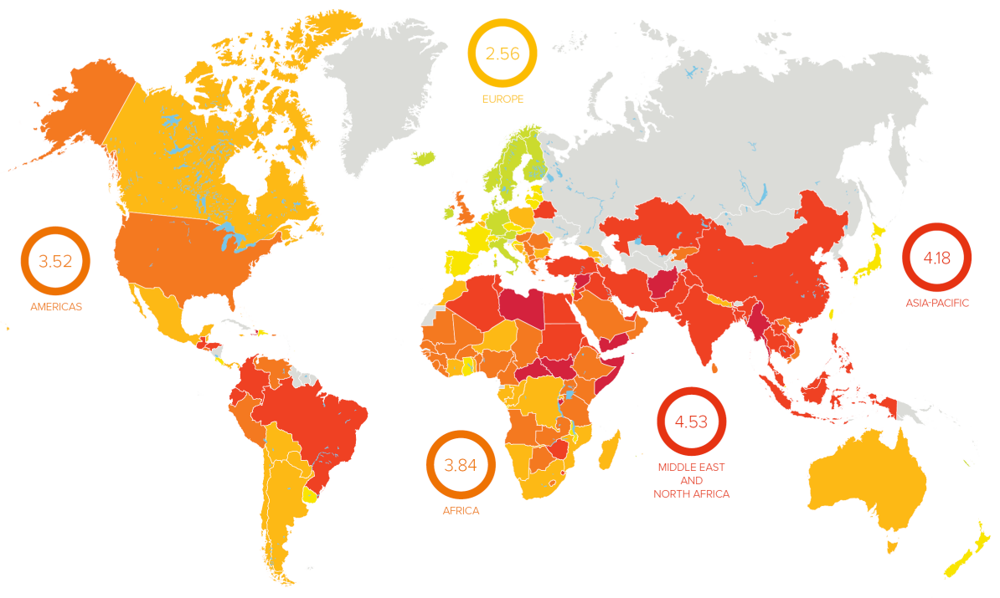 2.56
EUROPE
3.52
AMERICAS
4.18
ASIA-PACIFIC
4.53
MIDDLE EAST
AND
NORTH AFRICA
3.84
AFRICA